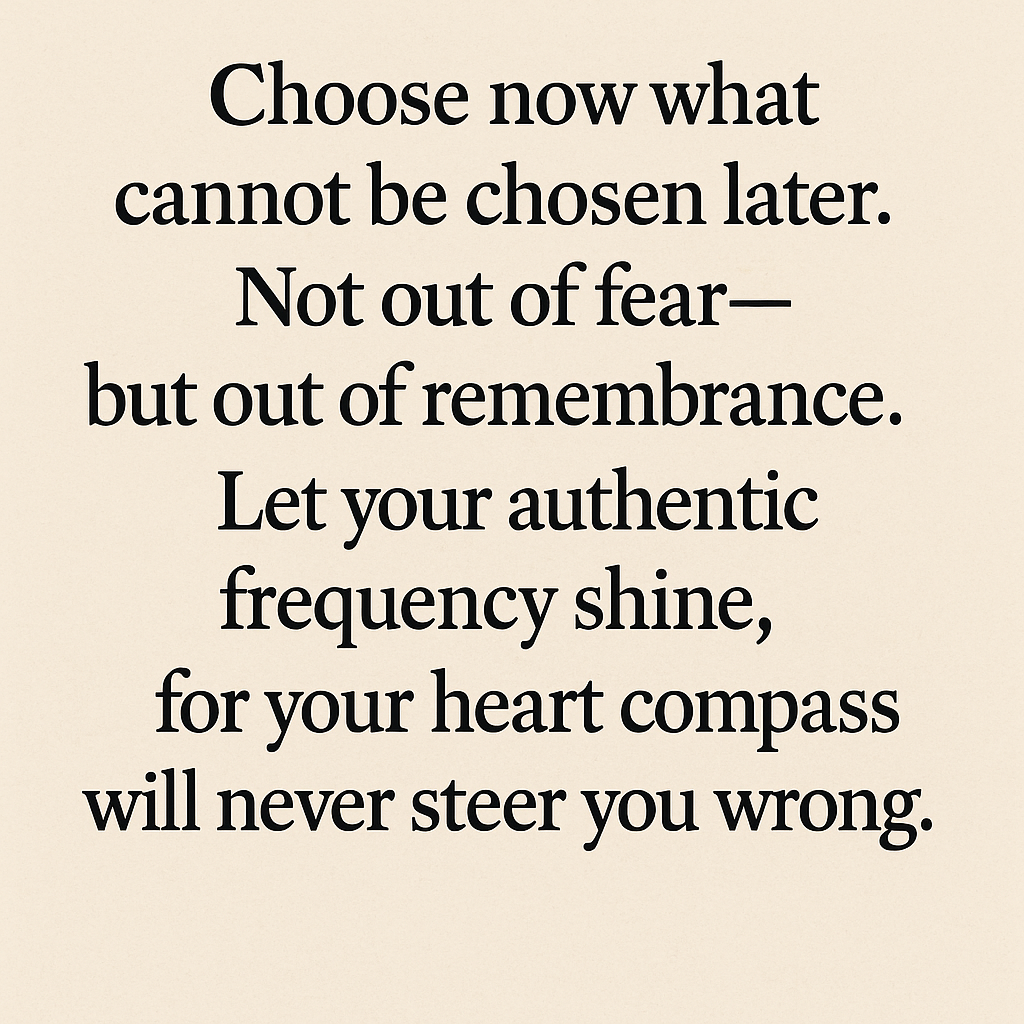 Choose now what
cannot be chosen later.
Not out of fear—
but out of remembrance.
Let your authentic
frequency shine,
for your heart compass
will never steer you wrong.